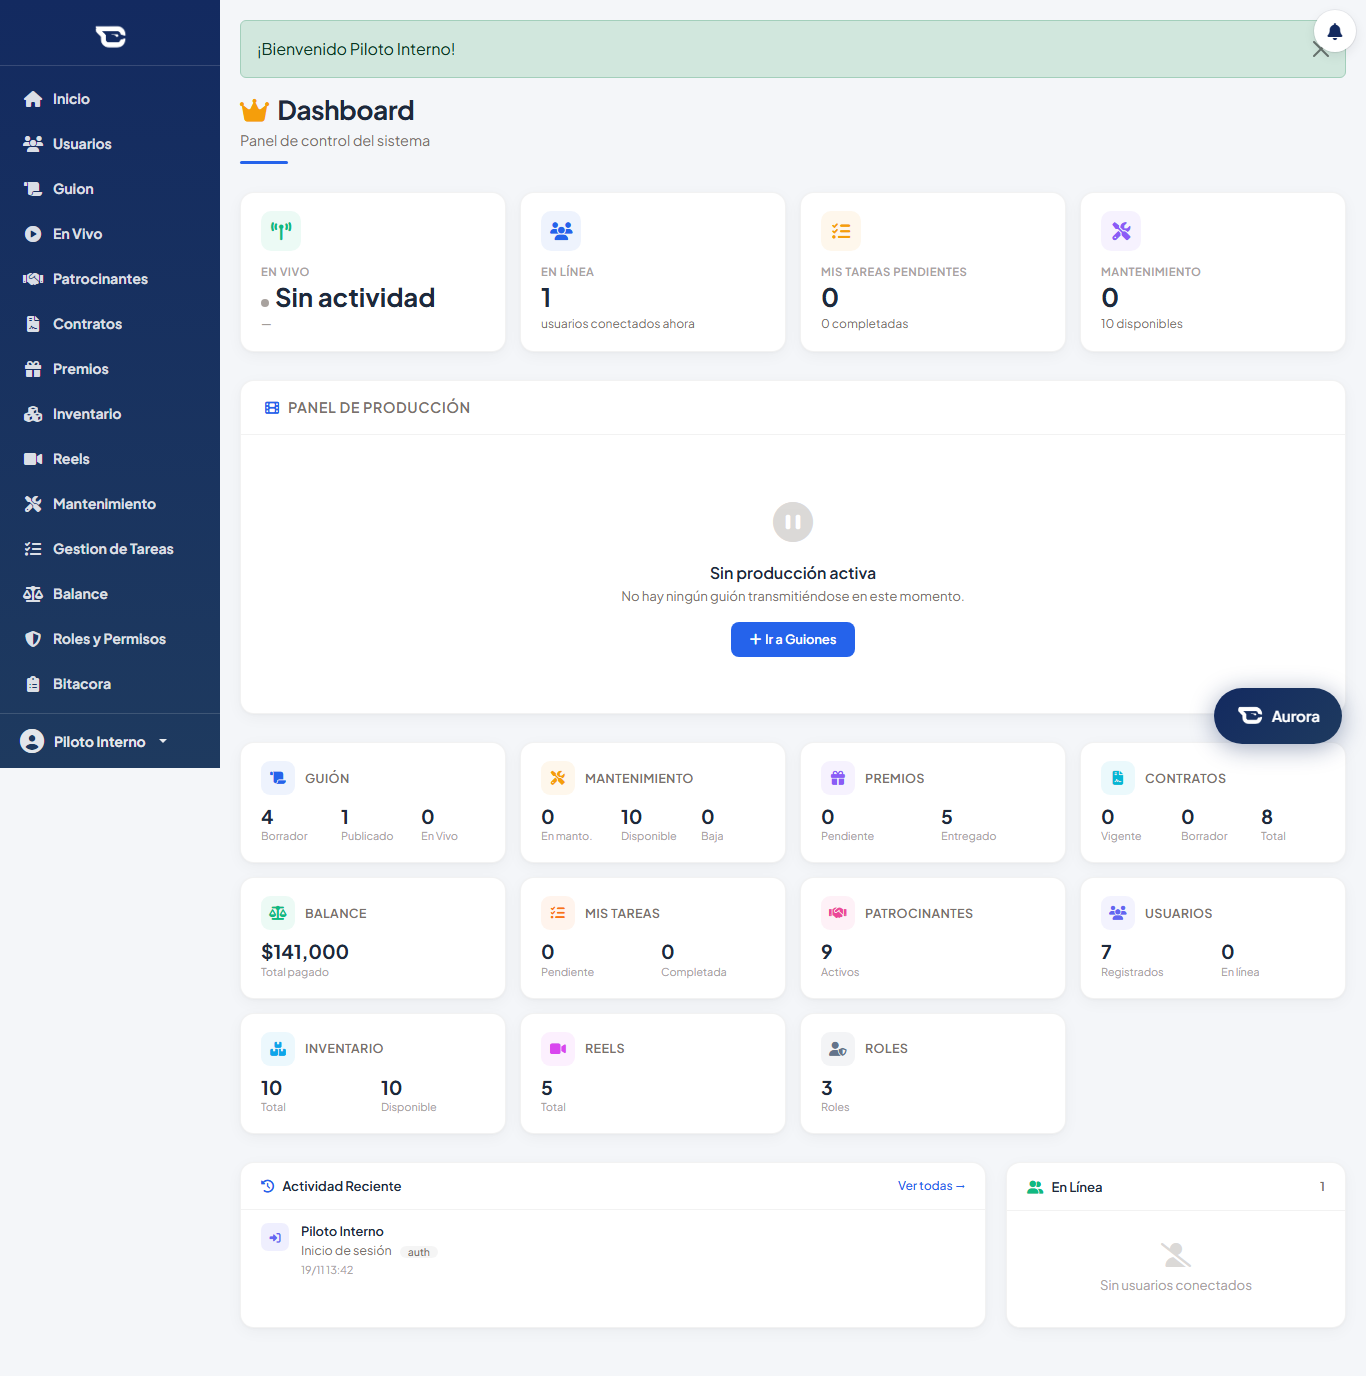 Inicio
Usuarios
Guion
En Vivo
Patrocinantes
Contratos
Premios
Inventario
Reels
Mantenimiento
Gestion de Tareas
Balance
Roles y Permisos
Bitacora
Piloto Interno
¡Bienvenido Piloto Interno!
Dashboard
Panel de control del sistema
EN VIVO
Sin actividad
—
EN LÍNEA
1
usuarios conectados ahora
MIS TAREAS PENDIENTES
0
0 completadas
MANTENIMIENTO
0
10 disponibles
PANEL DE PRODUCCIÓN
Sin producción activa
No hay ningún guión transmitiéndose en este momento.
+ Ir a Guiones
Aurora
GUIÓN
4 1 0
Borrador Publicado En Vivo
MANTENIMIENTO
0 10 0
En manto. Disponible Baja
PREMIOS
0 5
Pendiente Entregado
CONTRATOS
0 0 8
Vigente Borrador Total
BALANCE
$141,000
Total pagado
MIS TAREAS
0 0
Pendiente Completada
PATROCINANTES
9
Activos
USUARIOS
7 0
Registrados En línea
INVENTARIO
10 10
Total Disponible
REELS
5
Total
ROLES
3
Roles
Actividad Reciente Ver todas →
Piloto Interno
Inicio de sesión auth
19/11 13:42
En Línea 1
Sin usuarios conectados